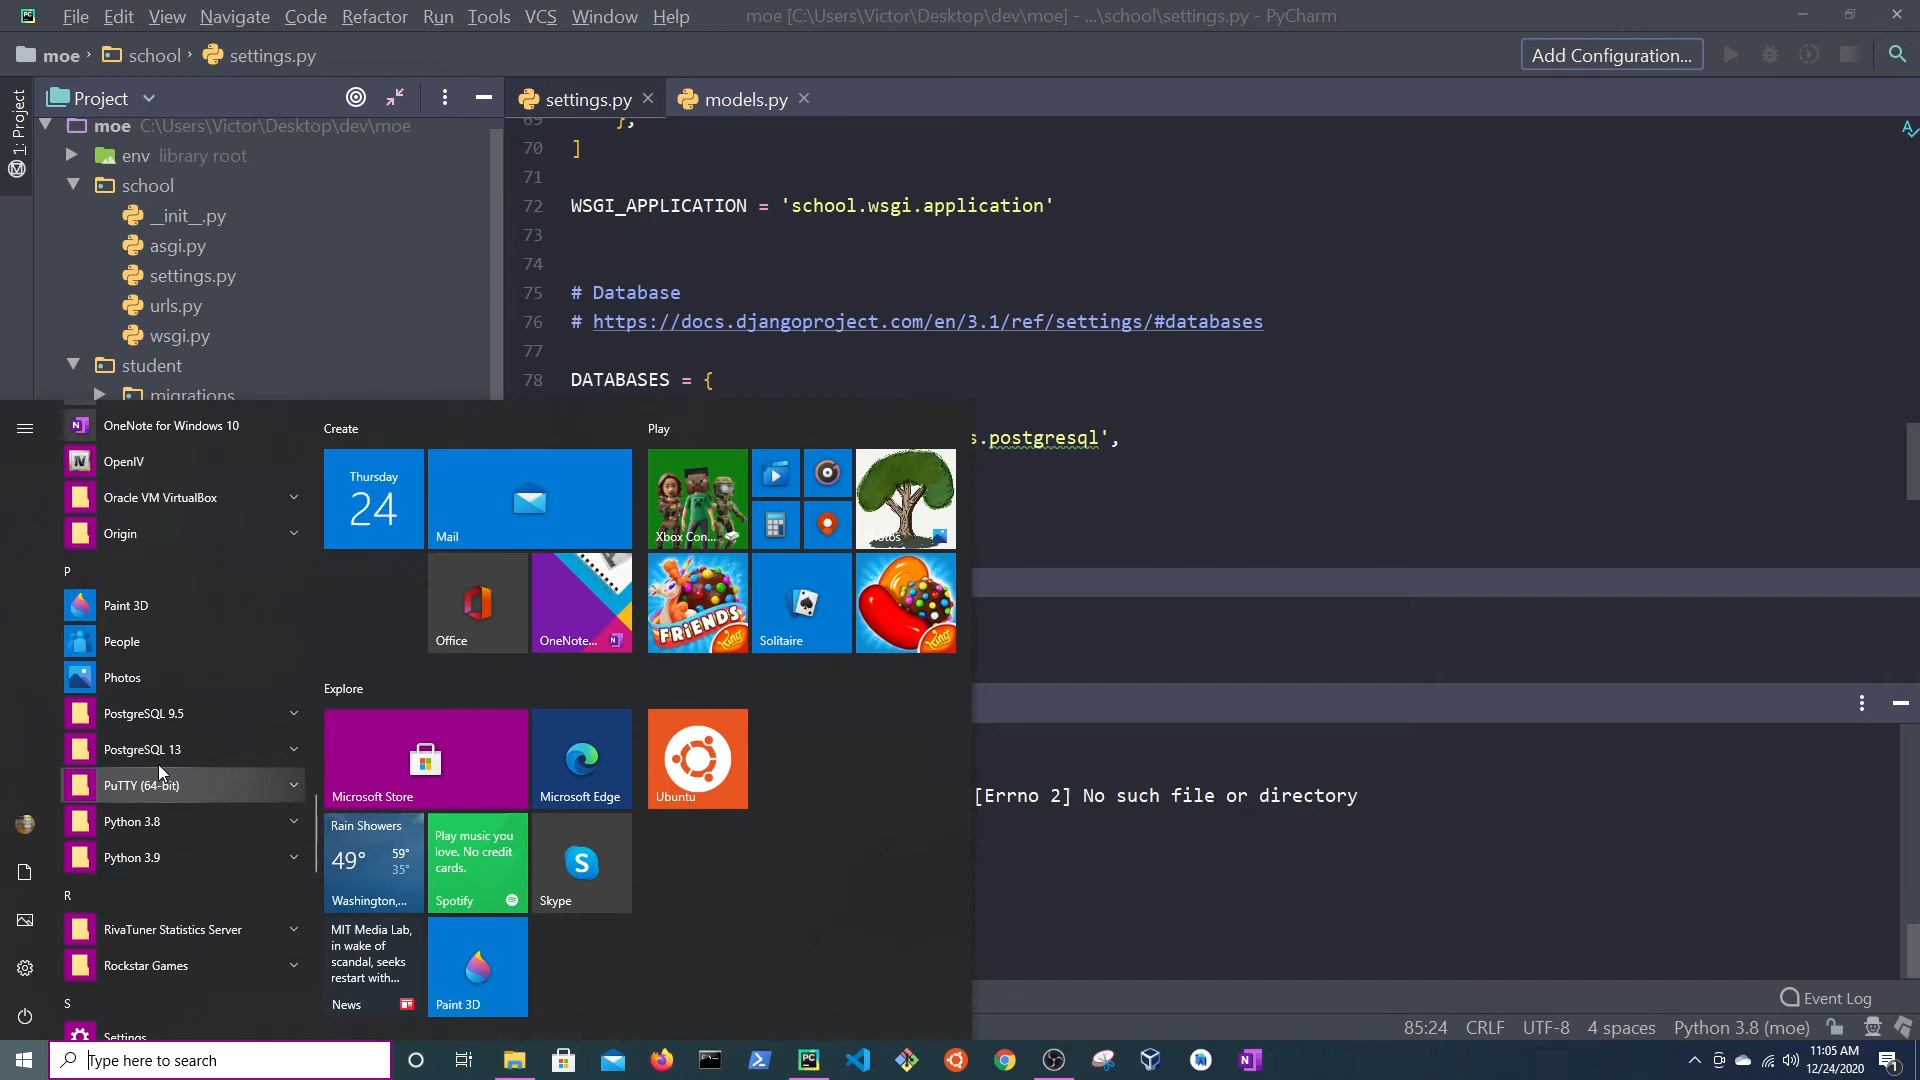 File Edit View Navigate Code Refactor Run Tools VCS Window Help moe [C:\Users\Victor\Desktop\dev\moe] - ...\school\settings.py - PyCharm
moe school settings.py Add Configuration...
1: Project
Project
settings.py models.py
moe C:\Users\Victor\Desktop\dev\moe
env library root
school
__init__.py
asgi.py
settings.py
urls.py
wsgi.py
student
migrations
69 },
70 ]
71
72 WSGI_APPLICATION = 'school.wsgi.application'
73
74
75 # Database
76 # https://docs.djangoproject.com/en/3.1/ref/settings/#databases
77
78 DATABASES = {
s.postgresql',
[Errno 2] No such file or directory
OneNote for Windows 10
OpenIV
Oracle VM VirtualBox
Origin
P
Paint 3D
People
Photos
PostgreSQL 9.5
PostgreSQL 13
PuTTY (64-bit)
Python 3.8
Python 3.9
R
RivaTuner Statistics Server
Rockstar Games
S
Settings
Create
Thursday
24
Mail
Office
OneNote...
Play
Xbox Con...
Photos
FRIENDS
King
Solitaire
King
Explore
Microsoft Store
Microsoft Edge
Ubuntu
Rain Showers
49° 59°
35°
Washington,...
Play music you
love. No credit
cards.
Spotify
Skype
MIT Media Lab,
in wake of
scandal, seeks
restart with...
News
Paint 3D
Event Log
85:24 CRLF UTF-8 4 spaces Python 3.8 (moe)
Type here to search
11:05 AM
12/24/2020
1